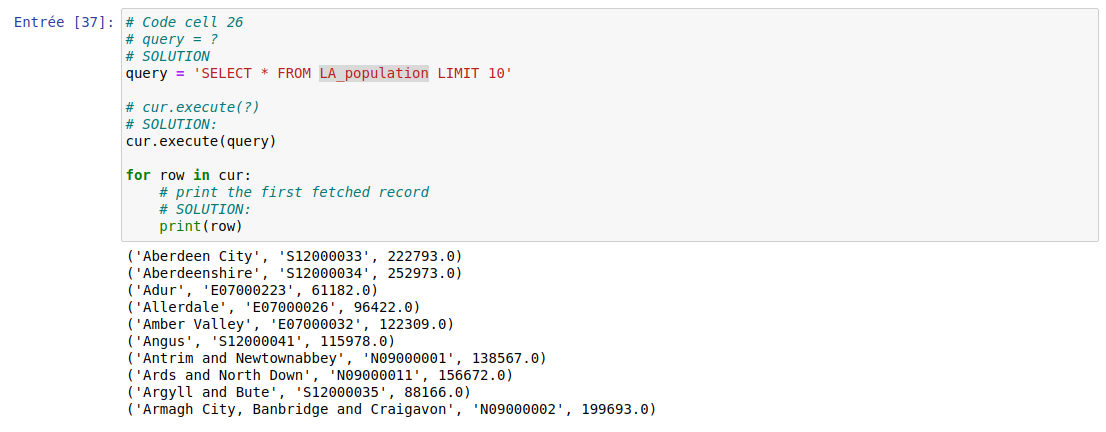 Entrée [37]: # Code cell 26
# query = ?
# SOLUTION
query = 'SELECT * FROM LA_population LIMIT 10'
# cur.execute(?)
# SOLUTION:
cur.execute(query)
for row in cur:
    # print the first fetched record
    # SOLUTION:
    print(row)
('Aberdeen City', 'S12000033', 222793.0)
('Aberdeenshire', 'S12000034', 252973.0)
('Adur', 'E07000223', 61182.0)
('Allerdale', 'E07000026', 96422.0)
('Amber Valley', 'E07000032', 122309.0)
('Angus', 'S12000041', 115978.0)
('Antrim and Newtownabbey', 'N09000001', 138567.0)
('Ards and North Down', 'N09000011', 156672.0)
('Argyll and Bute', 'S12000035', 88166.0)
('Armagh City, Banbridge and Craigavon', 'N09000002', 199693.0)